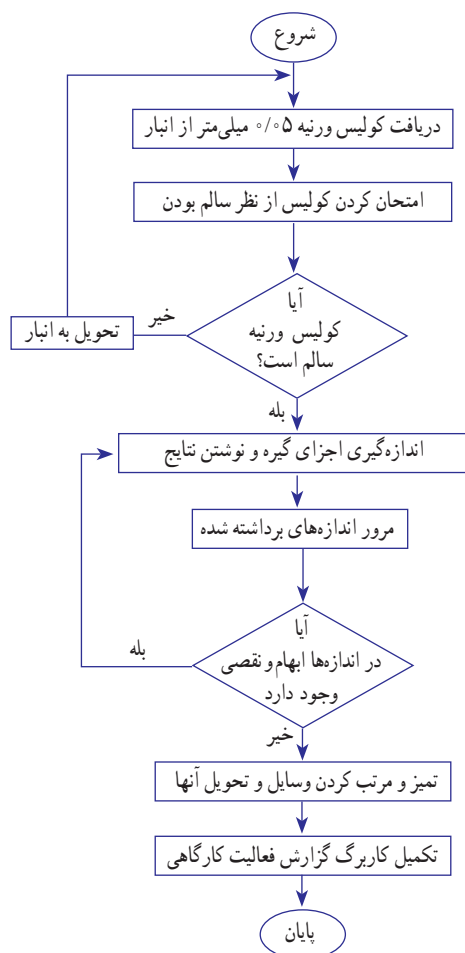 شروع
دریافت کولیس ورنیه ۰/۰۵ میلی‌متر از انبار
امتحان کردن کولیس از نظر سالم بودن
آیا
کولیس ورنیه
سالم است؟
خیر
تحویل به انبار
بله
اندازه‌گیری اجزای گیره و نوشتن نتایج
مرور اندازه‌های برداشته شده
آیا
در اندازه‌ها ابهام و نقصی
وجود دارد
بله
خیر
تمیز و مرتب کردن وسایل و تحویل آنها
تکمیل کاربرگ گزارش فعالیت کارگاهی
پایان